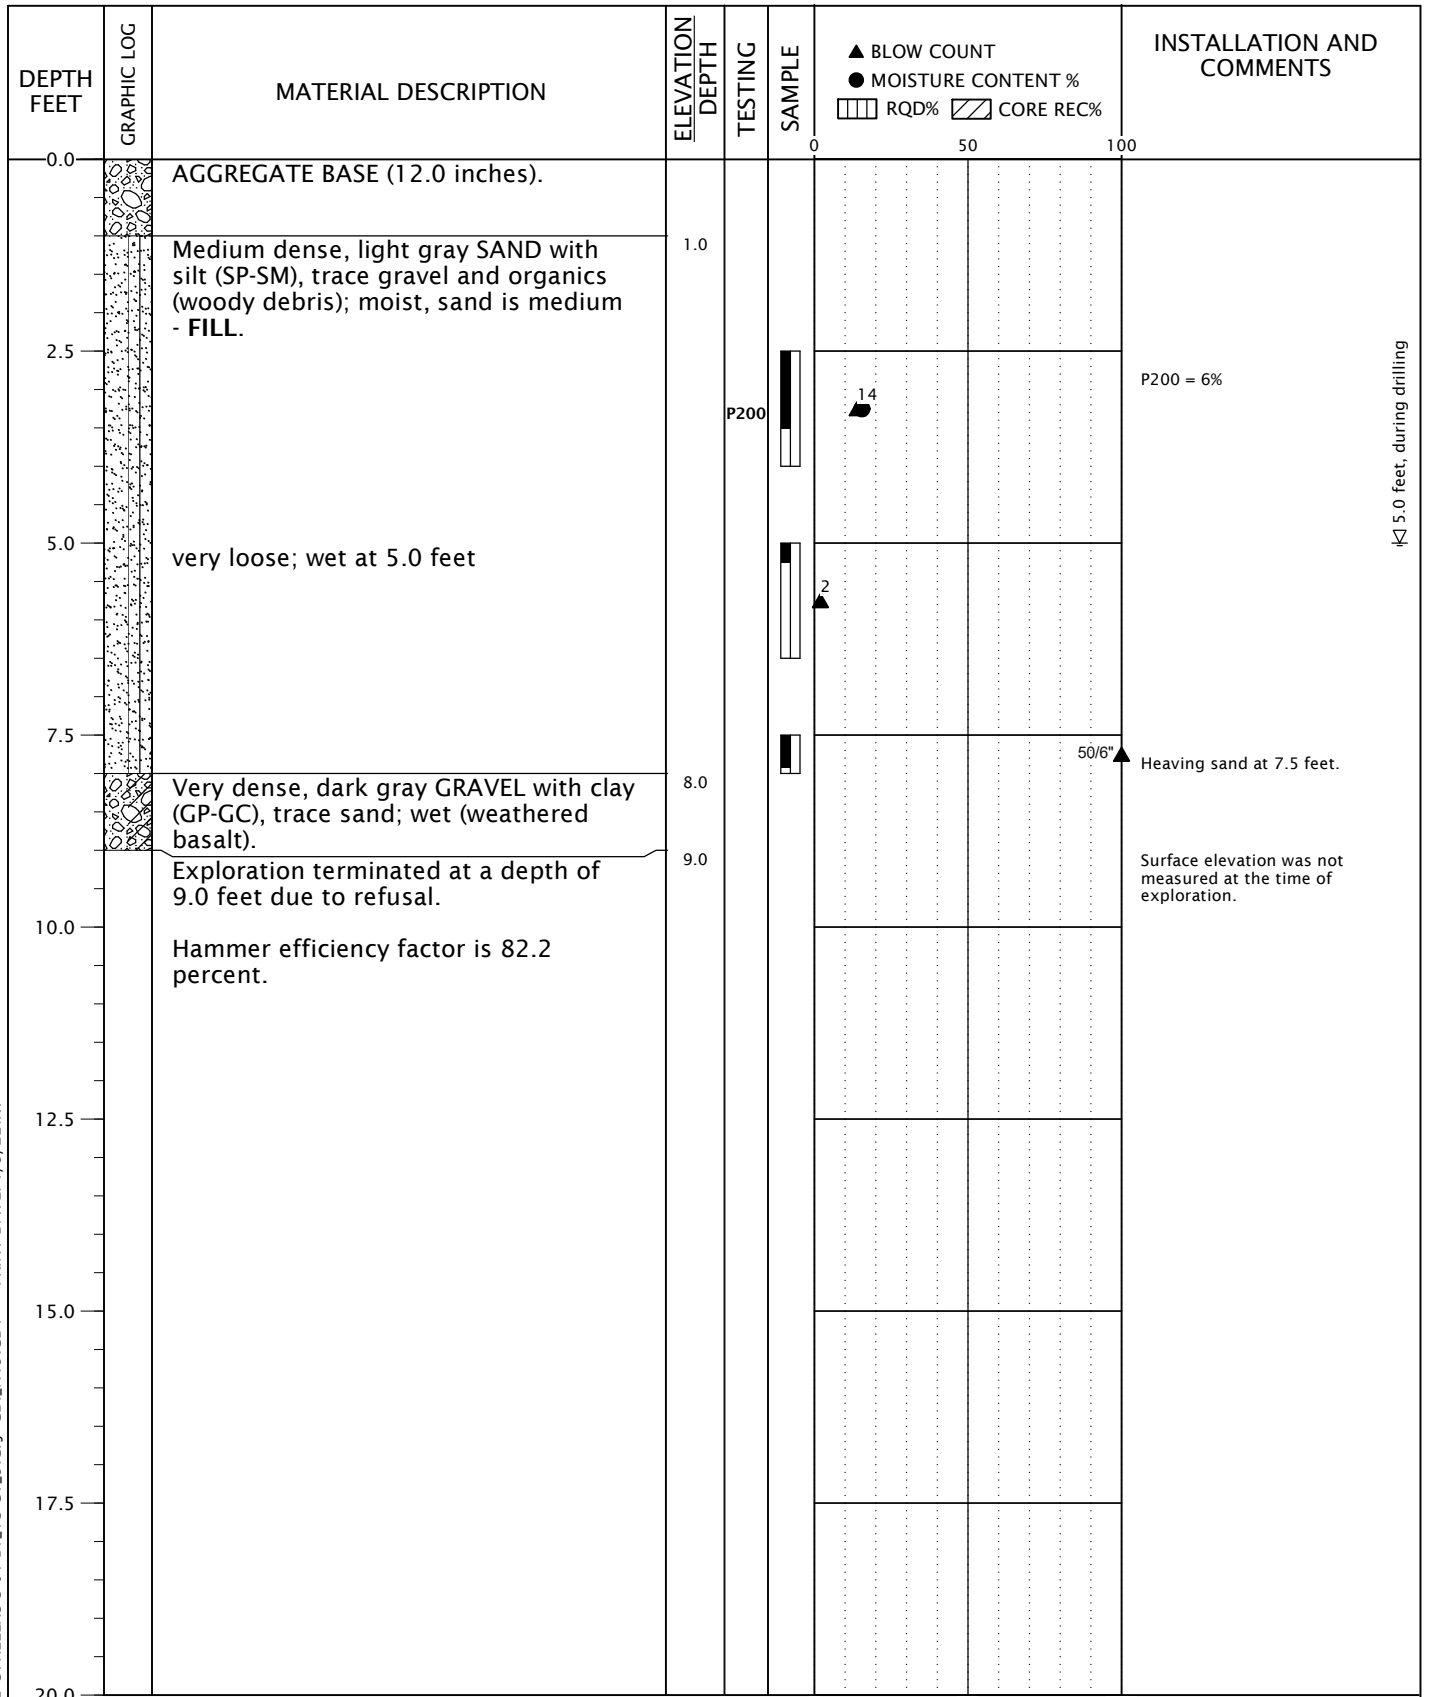 DEPTH
FEET
GRAPHIC LOG
MATERIAL DESCRIPTION
ELEVATION
DEPTH
TESTING
SAMPLE
▲ BLOW COUNT
● MOISTURE CONTENT %
RQD% CORE REC%
0 50 100
INSTALLATION AND
COMMENTS
0.0
AGGREGATE BASE (12.0 inches).
1.0
Medium dense, light gray SAND with
silt (SP-SM), trace gravel and organics
(woody debris); moist, sand is medium
- FILL.
2.5
P200
14
P200 = 6%
5.0 feet, during drilling
5.0
very loose; wet at 5.0 feet
2
7.5
50/6"
Heaving sand at 7.5 feet.
8.0
Very dense, dark gray GRAVEL with clay
(GP-GC), trace sand; wet (weathered
basalt).
9.0
Exploration terminated at a depth of
9.0 feet due to refusal.
Surface elevation was not
measured at the time of
exploration.
10.0
Hammer efficiency factor is 82.2
percent.
12.5
15.0
17.5
20.0